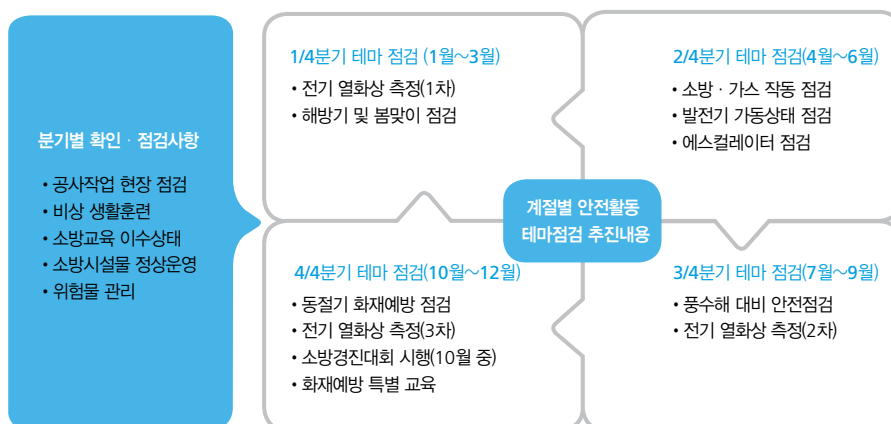 분기별 확인 · 점검사항
• 공사작업 현장 점검
• 비상 생활훈련
• 소방교육 이수상태
• 소방시설물 정상운영
• 위험물 관리
1/4분기 테마 점검 (1월~3월)
• 전기 열화상 측정(1차)
• 해방기 및 봄맞이 점검
2/4분기 테마 점검(4월~6월)
• 소방 · 가스 작동 점검
• 발전기 가동상태 점검
• 에스컬레이터 점검
계절별 안전활동
테마점검 추진내용
4/4분기 테마 점검(10월~12월)
• 동절기 화재예방 점검
• 전기 열화상 측정(3차)
• 소방경진대회 시행(10월 중)
• 화재예방 특별 교육
3/4분기 테마 점검(7월~9월)
• 풍수해 대비 안전점검
• 전기 열화상 측정(2차)